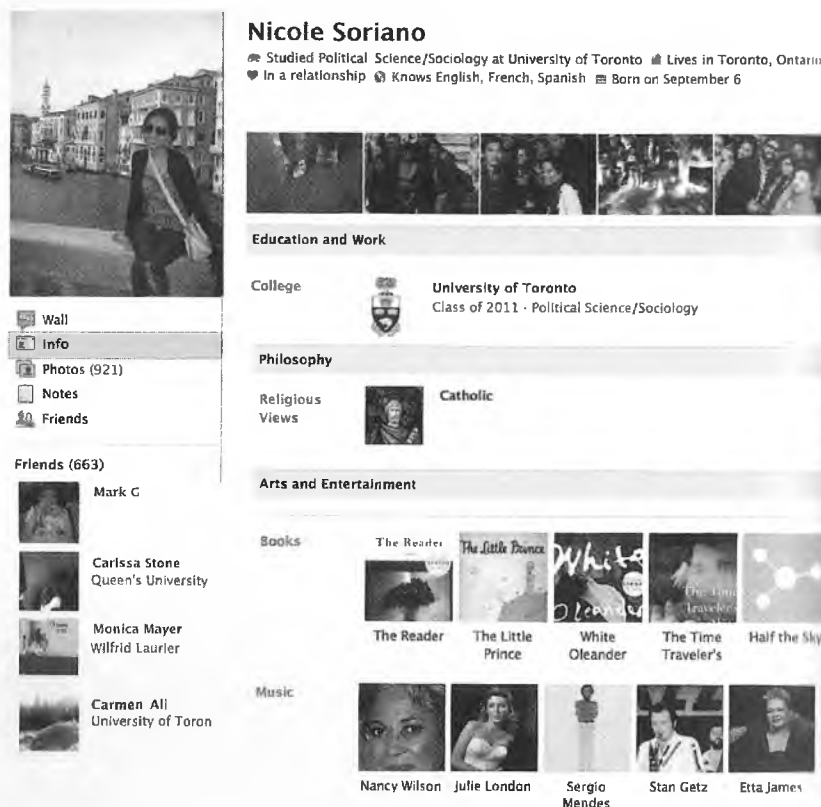 Nicole Soriano
Studied Political Science/Sociology at University of Toronto Lives in Toronto, Ontario
In a relationship Knows English, French, Spanish Born on September 6
Education and Work
College
University of Toronto
Class of 2011 · Political Science/Sociology
Wall
Info
Photos (921)
Notes
Friends
Philosophy
Religious
Views
Catholic
Friends (663)
Mark G
Carissa Stone
Queen's University
Monica Mayer
Wilfrid Laurier
Carmen Ali
University of Toron
Arts and Entertainment
Books
The Reader
The Little Prince
White
Oleander
The Time
Traveler's
The Reader
The Little
Prince
White
Oleander
The Time
Traveler's
Half the Sky
Music
Nancy Wilson
Julie London
Sergio
Mendes
Stan Getz
Etta James